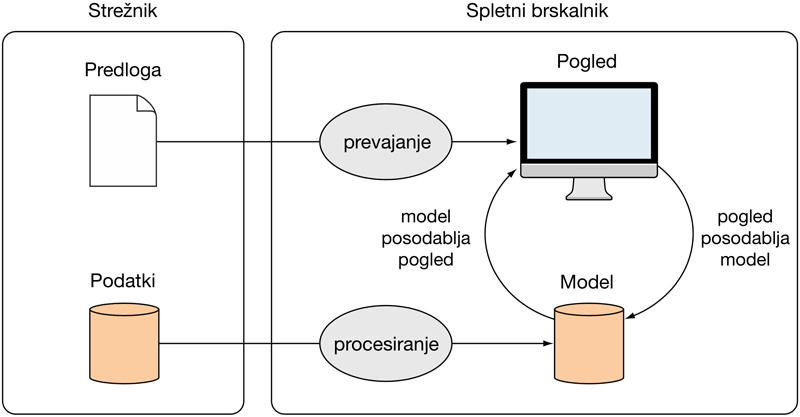 Strežnik
Spletni brskalnik
Predloga
Pogled
prevajanje
model
posodablja
pogled
pogled
posodablja
model
Podatki
Model
procesiranje